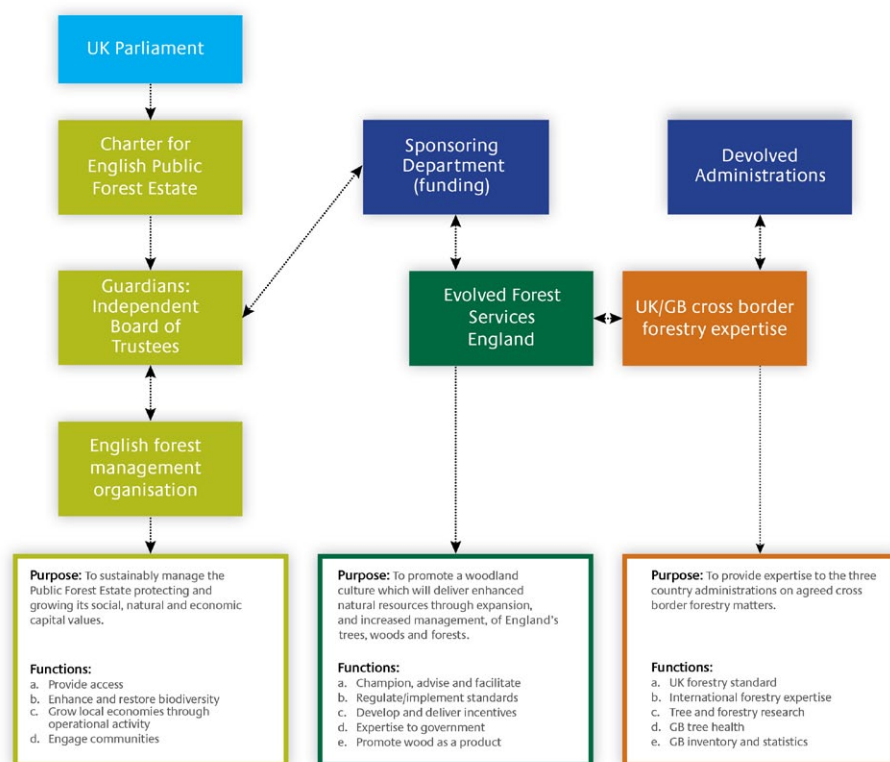 UK Parliament
Charter for
English Public
Forest Estate
Sponsoring
Department
(funding)
Devolved
Administrations
Guardians:
Independent
Board of
Trustees
Evolved Forest
Services
England
UK/GB cross border
forestry expertise
English forest
management
organisation
Purpose: To sustainably manage the
Public Forest Estate protecting and
growing its social, natural and economic
capital values.
Functions:
a. Provide access
b. Enhance and restore biodiversity
c. Grow local economies through
operational activity
d. Engage communities
Purpose: To promote a woodland
culture which will deliver enhanced
natural resources through expansion,
and increased management, of England's
trees, woods and forests.
Functions:
a. Champion, advise and facilitate
b. Regulate/implement standards
c. Develop and deliver incentives
d. Expertise to government
e. Promote wood as a product
Purpose: To provide expertise to the three
country administrations on agreed cross
border forestry matters.
Functions:
a. UK forestry standard
b. International forestry expertise
c. Tree and forestry research
d. GB tree health
e. GB inventory and statistics